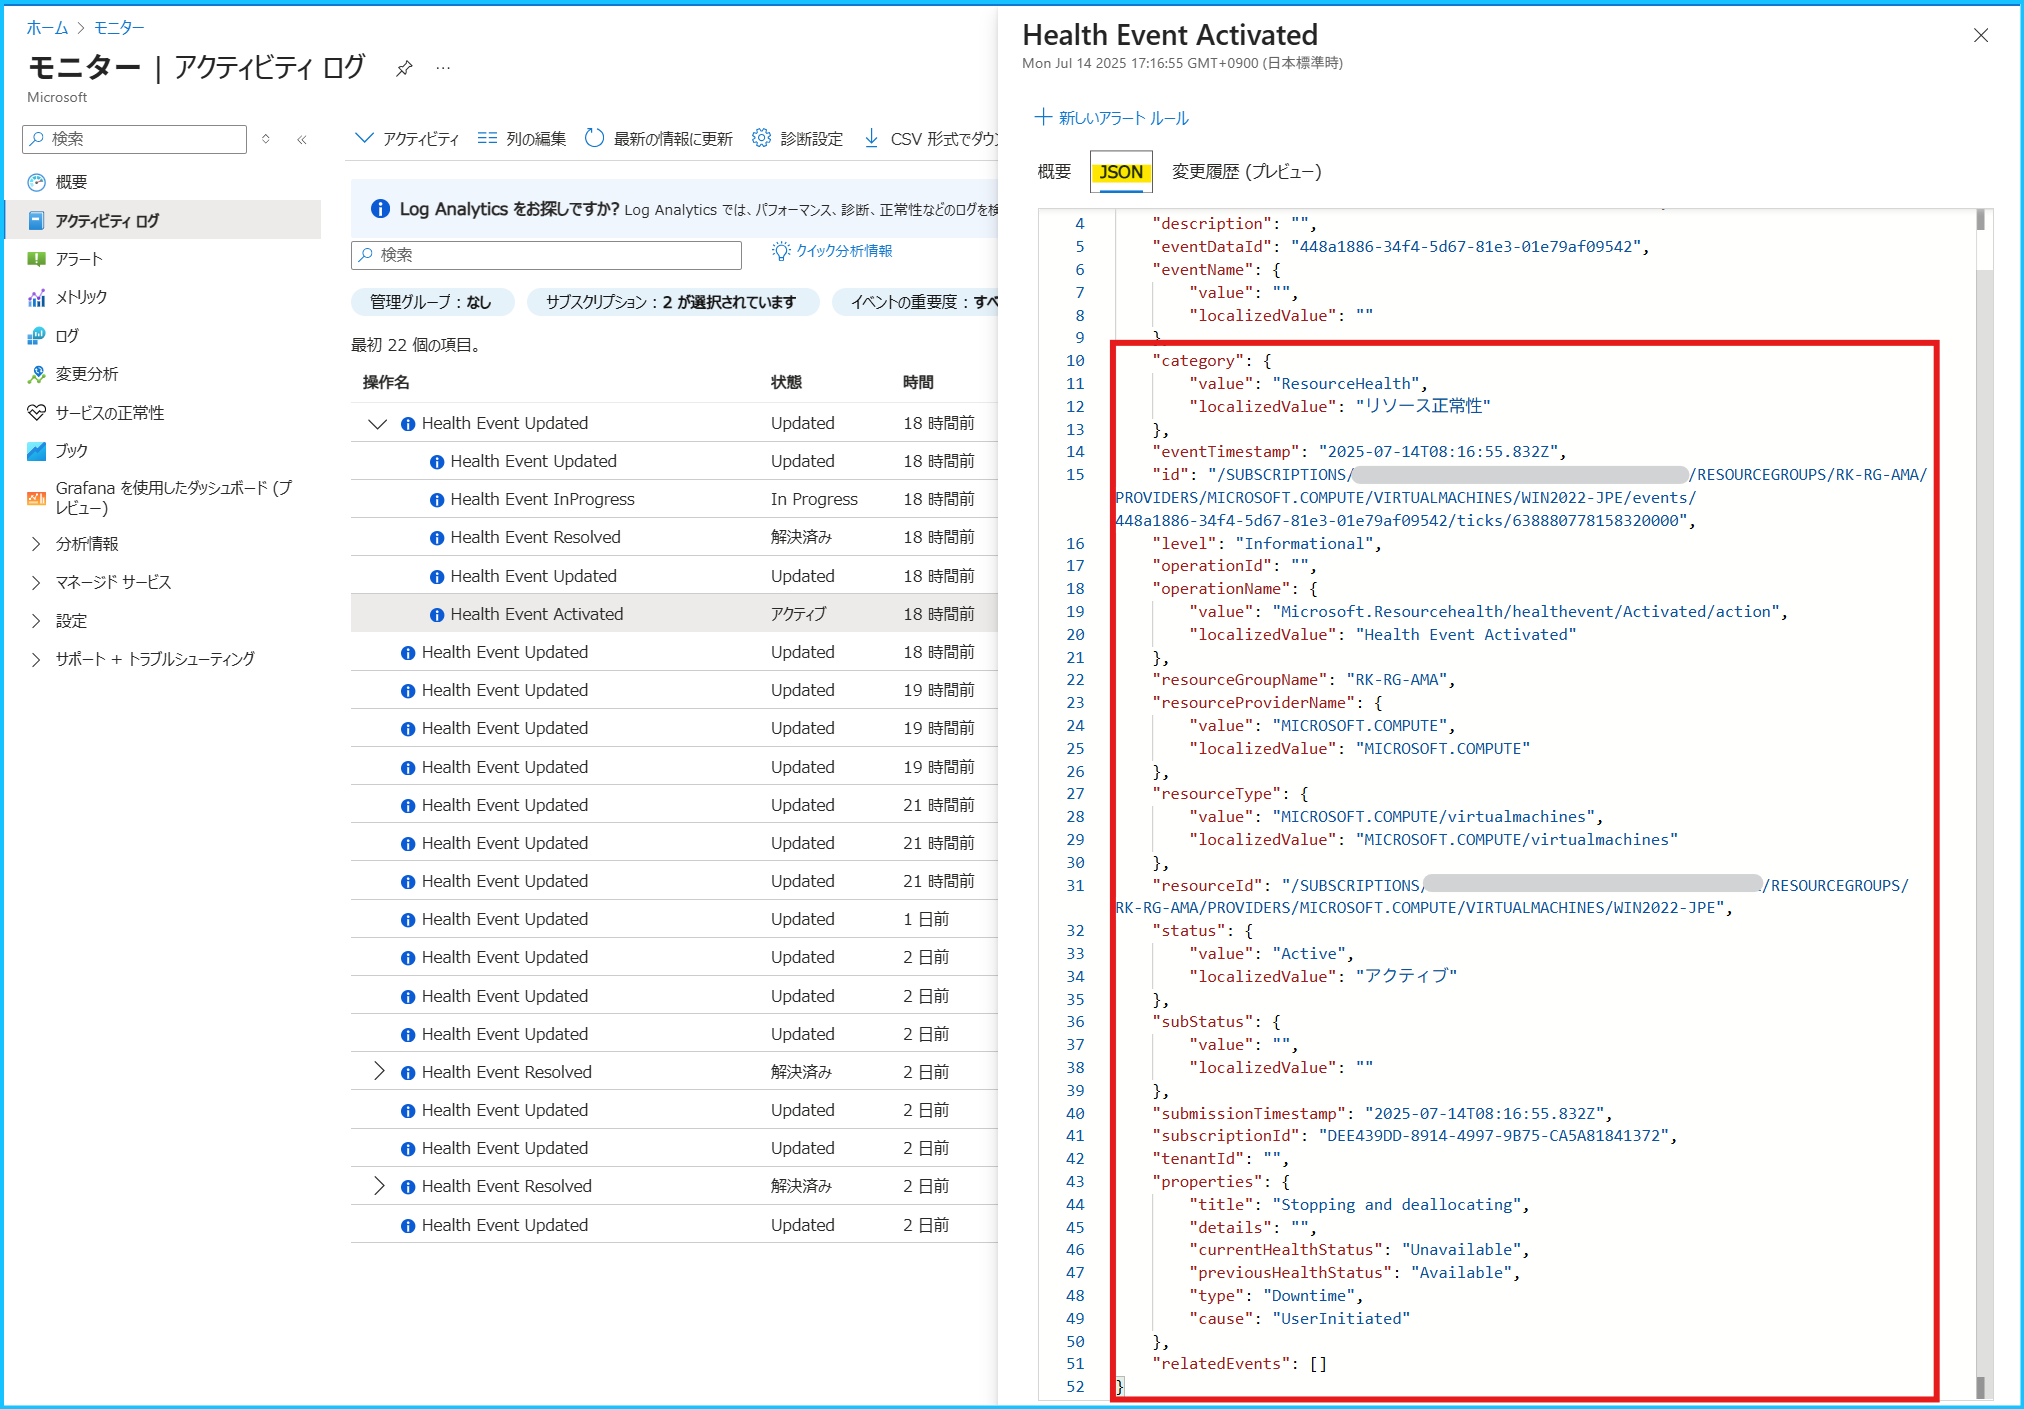 ホーム > モニター
モニター | アクティビティ ログ
Microsoft
検索
概要
アクティビティ ログ
アラート
メトリック
ログ
変更分析
サービスの正常性
ブック
Grafana を使用したダッシュボード (プ
レビュー)
分析情報
マネージド サービス
設定
サポート + トラブルシューティング
アクティビティ 列の編集 最新の情報に更新 診断設定 CSV 形式でダウ
Log Analytics をお探しですか? Log Analytics では、パフォーマンス、診断、正常性などのログを検
検索
クイック分析情報
管理グループ : なし サブスクリプション : 2 が選択されています イベントの重要度 : すべ
最初 22 個の項目。
操作名 状態 時間
Health Event Updated Updated 18 時間前
Health Event Updated Updated 18 時間前
Health Event InProgress In Progress 18 時間前
Health Event Resolved 解決済み 18 時間前
Health Event Updated Updated 18 時間前
Health Event Activated アクティブ 18 時間前
Health Event Updated Updated 18 時間前
Health Event Updated Updated 19 時間前
Health Event Updated Updated 19 時間前
Health Event Updated Updated 19 時間前
Health Event Updated Updated 21 時間前
Health Event Updated Updated 21 時間前
Health Event Updated Updated 21 時間前
Health Event Updated Updated 1 日前
Health Event Updated Updated 2 日前
Health Event Updated Updated 2 日前
Health Event Updated Updated 2 日前
Health Event Resolved 解決済み 2 日前
Health Event Updated Updated 2 日前
Health Event Updated Updated 2 日前
Health Event Resolved 解決済み 2 日前
Health Event Updated Updated 2 日前
Health Event Activated
Mon Jul 14 2025 17:16:55 GMT+0900 (日本標準時)
新しいアラート ルール
概要 JSON 変更履歴 (プレビュー)
4 "description": "",
5 "eventDataId": "448a1886-34f4-5d67-81e3-01e79af09542",
6 "eventName": {
7 "value": "",
8 "localizedValue": ""
9 },
10 "category": {
11 "value": "ResourceHealth",
12 "localizedValue": "リソース正常性"
13 },
14 "eventTimestamp": "2025-07-14T08:16:55.832Z",
15 "id": "/SUBSCRIPTIONS/ /RESOURCEGROUPS/RK-RG-AMA/
PROVIDERS/MICROSOFT.COMPUTE/VIRTUALMACHINES/WIN2022-JPE/events/
448a1886-34f4-5d67-81e3-01e79af09542/ticks/638880778158320000",
16 "level": "Informational",
17 "operationId": "",
18 "operationName": {
19 "value": "Microsoft.Resourcehealth/healthevent/Activated/action",
20 "localizedValue": "Health Event Activated"
21 },
22 "resourceGroupName": "RK-RG-AMA",
23 "resourceProviderName": {
24 "value": "MICROSOFT.COMPUTE",
25 "localizedValue": "MICROSOFT.COMPUTE"
26 },
27 "resourceType": {
28 "value": "MICROSOFT.COMPUTE/virtualmachines",
29 "localizedValue": "MICROSOFT.COMPUTE/virtualmachines"
30 },
31 "resourceId": "/SUBSCRIPTIONS/ /RESOURCEGROUPS/
RK-RG-AMA/PROVIDERS/MICROSOFT.COMPUTE/VIRTUALMACHINES/WIN2022-JPE",
32 "status": {
33 "value": "Active",
34 "localizedValue": "アクティブ"
35 },
36 "subStatus": {
37 "value": "",
38 "localizedValue": ""
39 },
40 "submissionTimestamp": "2025-07-14T08:16:55.832Z",
41 "subscriptionId": "DEE439DD-8914-4997-9B75-CA5A81841372",
42 "tenantId": "",
43 "properties": {
44 "title": "Stopping and deallocating",
45 "details": "",
46 "currentHealthStatus": "Unavailable",
47 "previousHealthStatus": "Available",
48 "type": "Downtime",
49 "cause": "UserInitiated"
50 },
51 "relatedEvents": []
52 }